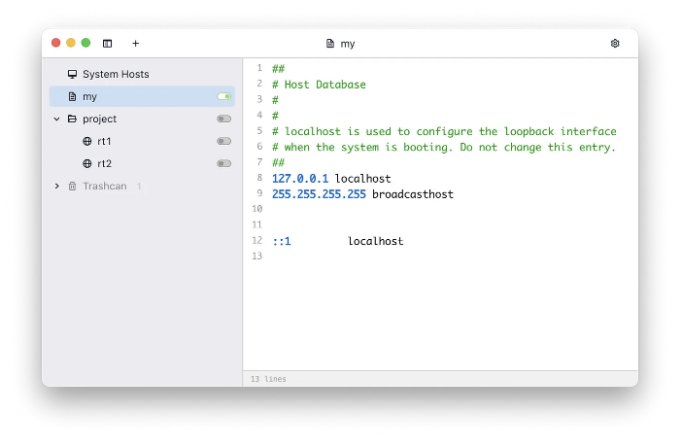 my
System Hosts
my
project
rt1
rt2
Trashcan 1
1 ##
2 # Host Database
3 #
4 #
5 # localhost is used to configure the loopback interface
6 # when the system is booting. Do not change this entry.
7 ##
8 127.0.0.1 localhost
9 255.255.255.255 broadcasthost
10
11
12 ::1 localhost
13
13 lines